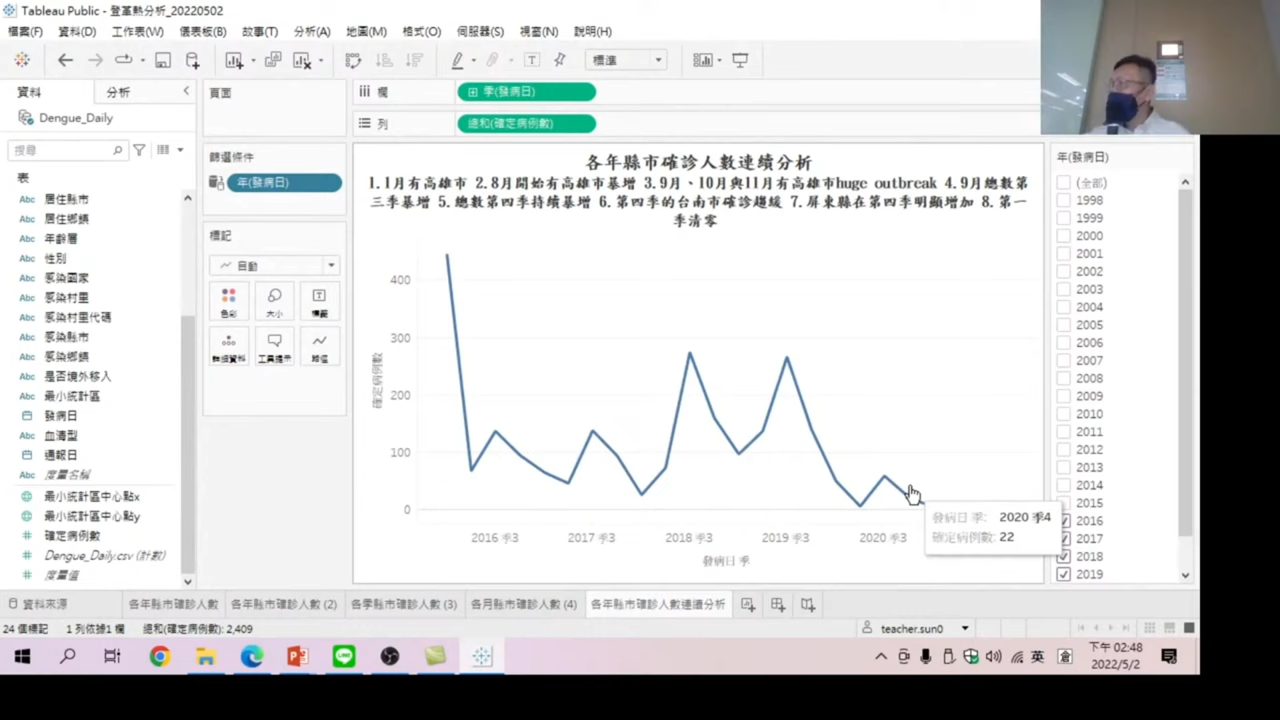 Tableau Public - 登革熱分析_20220502
檔案(F) 資料(D) 工作表(W) 儀表板(B) 故事(T) 分析(A) 地圖(M) 格式(O) 伺服器(S) 視窗(N) 說明(H)
標準
資料 分析
Dengue_Daily
搜尋
表
Abc 居住縣市
Abc 居住鄉鎮
Abc 年齡層
Abc 性別
Abc 感染國家
Abc 感染村里
Abc 感染村里代碼
Abc 感染縣市
Abc 感染鄉鎮
Abc 是否境外移入
Abc 最小統計區
發病日
Abc 血清型
通報日
Abc 度量名稱
最小統計區中心點x
最小統計區中心點y
# 確定病例數
# Dengue_Daily.csv (計數)
# 度量值
頁面
篩選條件
年(發病日)
標記
自動
色彩 大小 標籤
詳細資料 工具提示 路徑
欄 季(發病日)
列 總和(確定病例數)
各年縣市確診人數連續分析
1.1月有高雄市 2.8月開始有高雄市基增 3.9月、10月與11月有高雄市huge outbreak 4.9月總數第
三季基增 5.總數第四季持續基增 6.第四季的台南市確診趨緩 7.屏東縣在第四季明顯增加 8.第一
季清零
確定病例數
400
300
200
100
0
2016 季3 2017 季3 2018 季3 2019 季3 2020 季3
發病日 季
發病日 季: 2020 季4
確定病例數: 22
年(發病日)
(全部)
1998
1999
2000
2001
2002
2003
2004
2005
2006
2007
2008
2009
2010
2011
2012
2013
2014
2015
2016
2017
2018
2019
資料來源 各年縣市確診人數 各年縣市確診人數 (2) 各季縣市確診人數 (3) 各月縣市確診人數 (4) 各年縣市確診人數連續分析
24 個標記 1 列依據1 欄 總和(確定病例數): 2,409 teacher.sun0
英 下午 02:48
2022/5/2